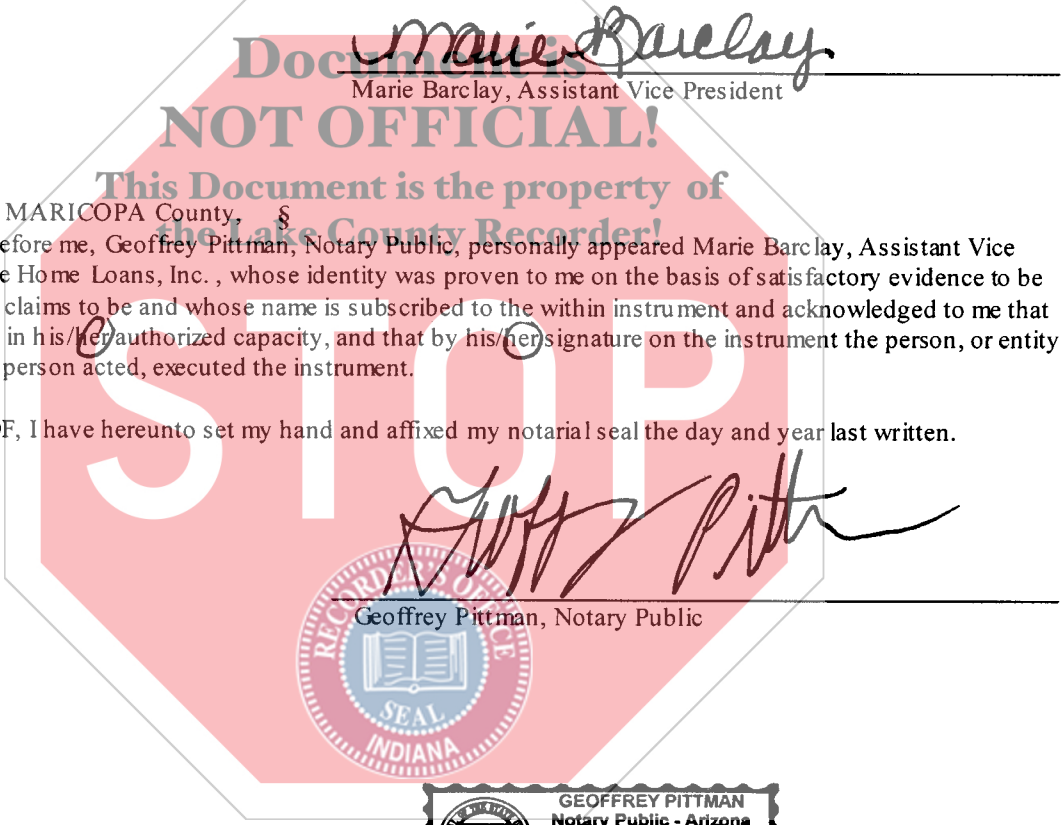 Marie Barclay
Document is
Marie Barclay, Assistant Vice President
NOT OFFICIAL!
This Document is the property of
MARICOPA County, §
the Lake County Recorder!
efore me, Geoffrey Pittman, Notary Public, personally appeared Marie Barclay, Assistant Vice
e Home Loans, Inc. , whose identity was proven to me on the basis of satisfactory evidence to be
claims to be and whose name is subscribed to the within instrument and acknowledged to me that
in his/her authorized capacity, and that by his/her signature on the instrument the person, or entity
person acted, executed the instrument.
STOP
F, I have hereunto set my hand and affixed my notarial seal the day and year last written.
Geoffrey Pittman, Notary Public
RECORDER'S OFFICE
SEAL
INDIANA
GEOFFREY PITTMAN
Notary Public - Arizona